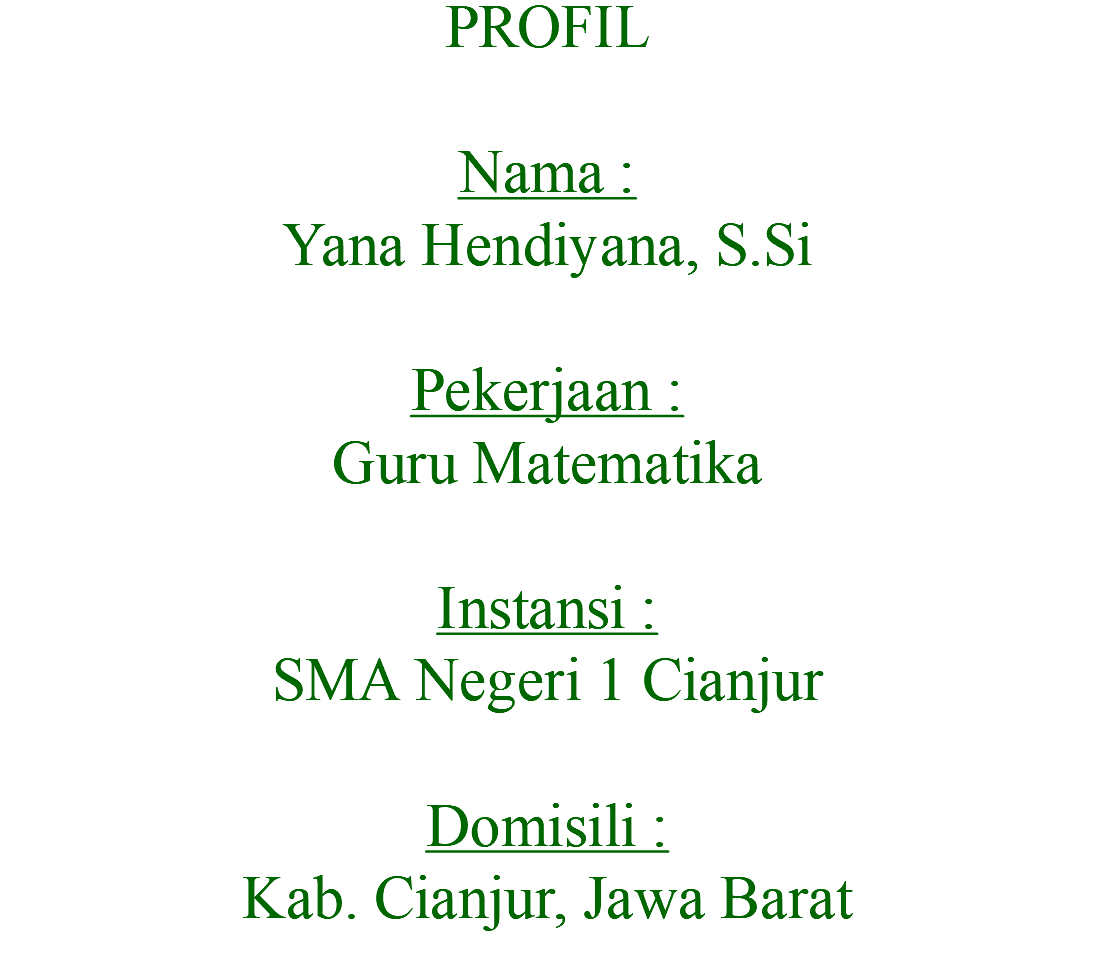 PROFIL
Nama :
Yana Hendiyana, S.Si
Pekerjaan :
Guru Matematika
Instansi :
SMA Negeri 1 Cianjur
Domisili :
Kab. Cianjur, Jawa Barat